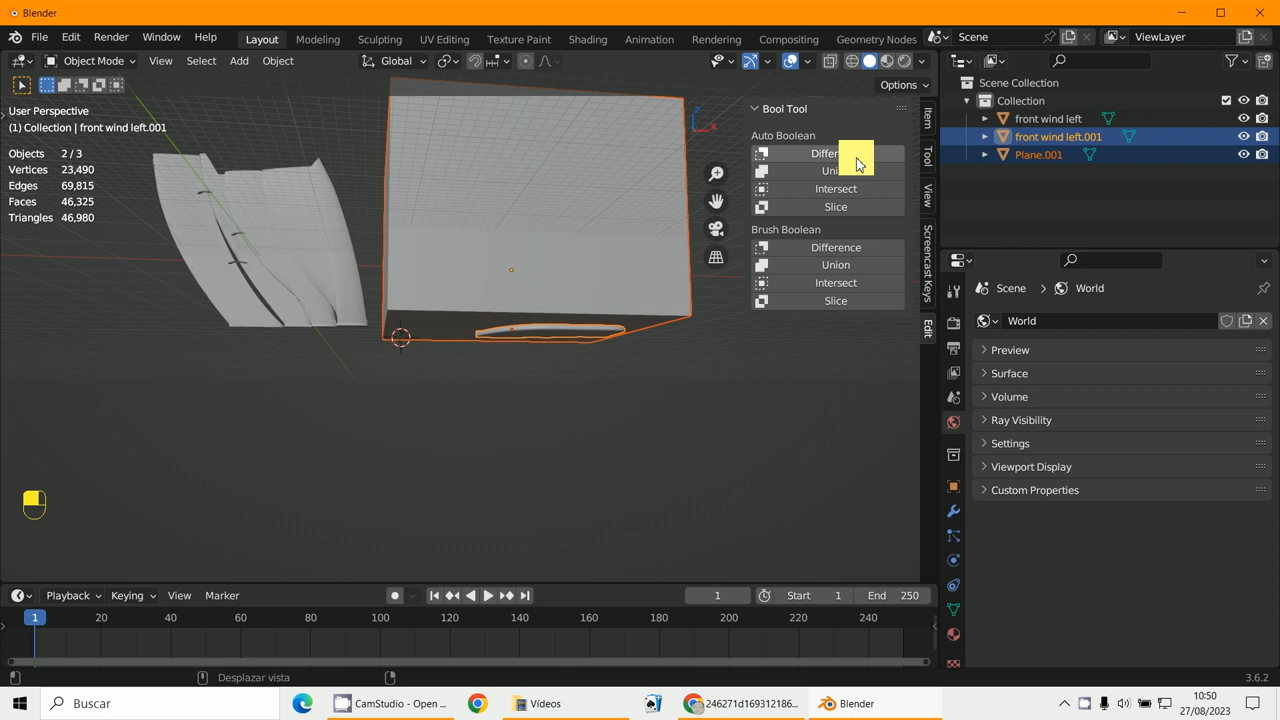 Blender
File Edit Render Window Help Layout Modeling Sculpting UV Editing Texture Paint Shading Animation Rendering Compositing Geometry Nodes Scene ViewLayer
Object Mode View Select Add Object Global
Options
User Perspective
(1) Collection | front wind left.001
Objects 2 / 3
Vertices 23,490
Edges 69,815
Faces 46,325
Triangles 46,980
Z
X
Bool Tool
Auto Boolean
Intersect
Slice
Brush Boolean
Difference
Union
Intersect
Slice
Item
Tool
View
Screencast Keys
Edit
Scene Collection
Collection
front wind left
front wind left.001
Plane.001
Scene > World
World
Preview
Surface
Volume
Ray Visibility
Settings
Viewport Display
Custom Properties
Playback Keying View Marker 1 Start 1 End 250
1 20 40 60 80 100 120 140 160 180 200 220 240
Desplazar vista 3.6.2
Buscar CamStudio - Open ... Vídeos 246271d169312186... Blender
10:50
27/08/2023